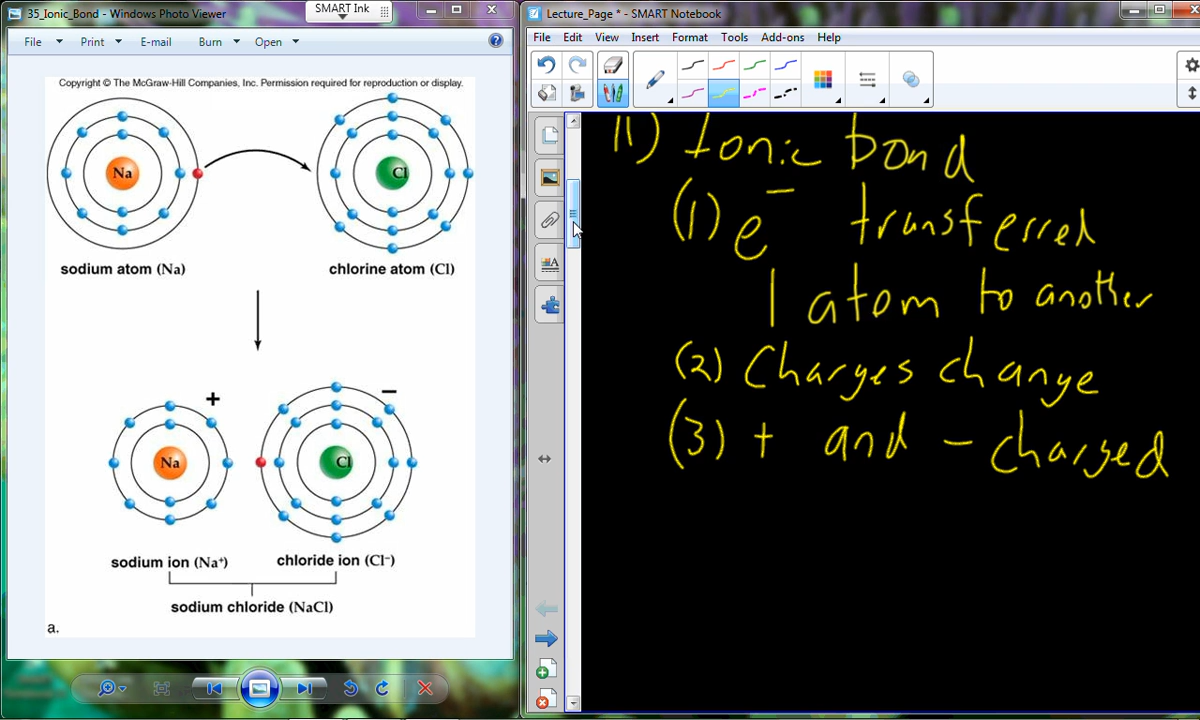 35_Ionic_Bond - Windows Photo Viewer
SMART Ink
File Print E-mail Burn Open
Copyright © The McGraw-Hill Companies, Inc. Permission required for reproduction or display.
Na
Cl
sodium atom (Na)
chlorine atom (Cl)
+
−
Na
Cl
sodium ion (Na⁺)
chloride ion (Cl⁻)
sodium chloride (NaCl)
a.
Lecture_Page * - SMART Notebook
File Edit View Insert Format Tools Add-ons Help
11) Ionic bond
(1) e⁻ transferred
1 atom to another
(2) Charges change
(3) + and - charged